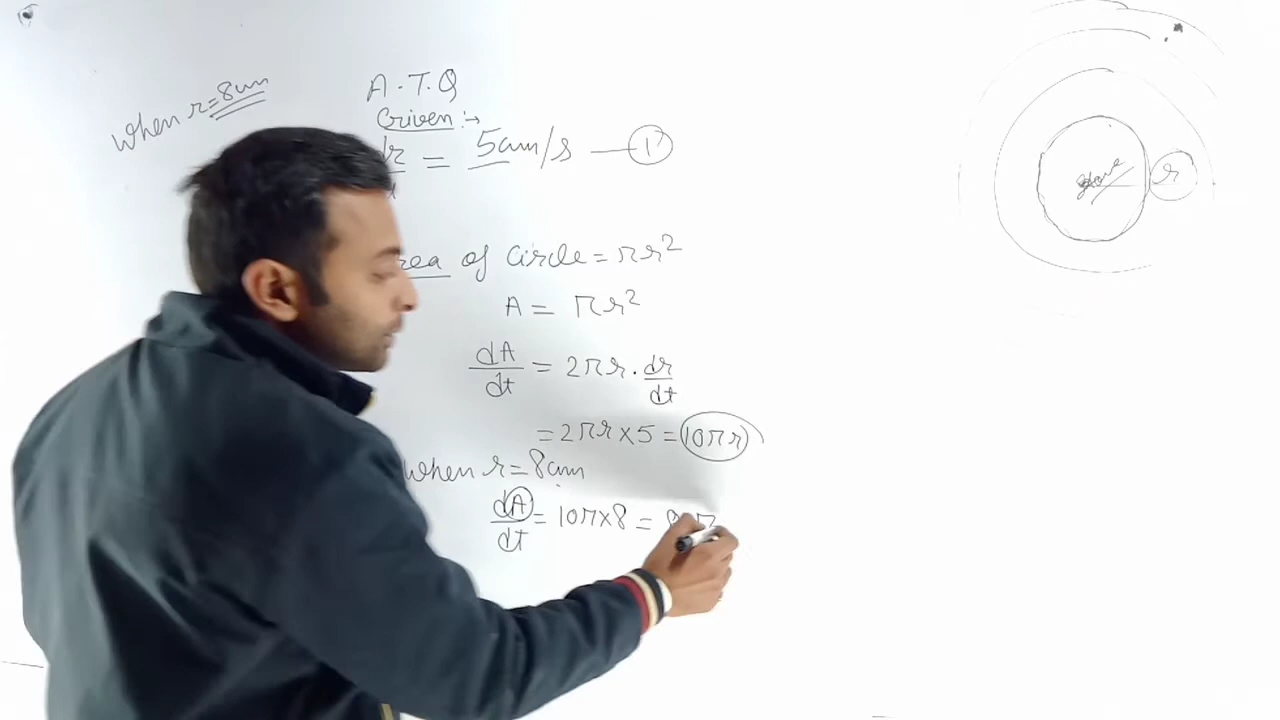 when r=8cm
A.T.Q
Given:→
= 5cm/s — 1
of Circle = πr²
A = πr²
dA/dt = 2πr.dr/dt
= 2πr×5 = 10πr
when r=8cm
dA/dt = 10π×8 =
stone
r